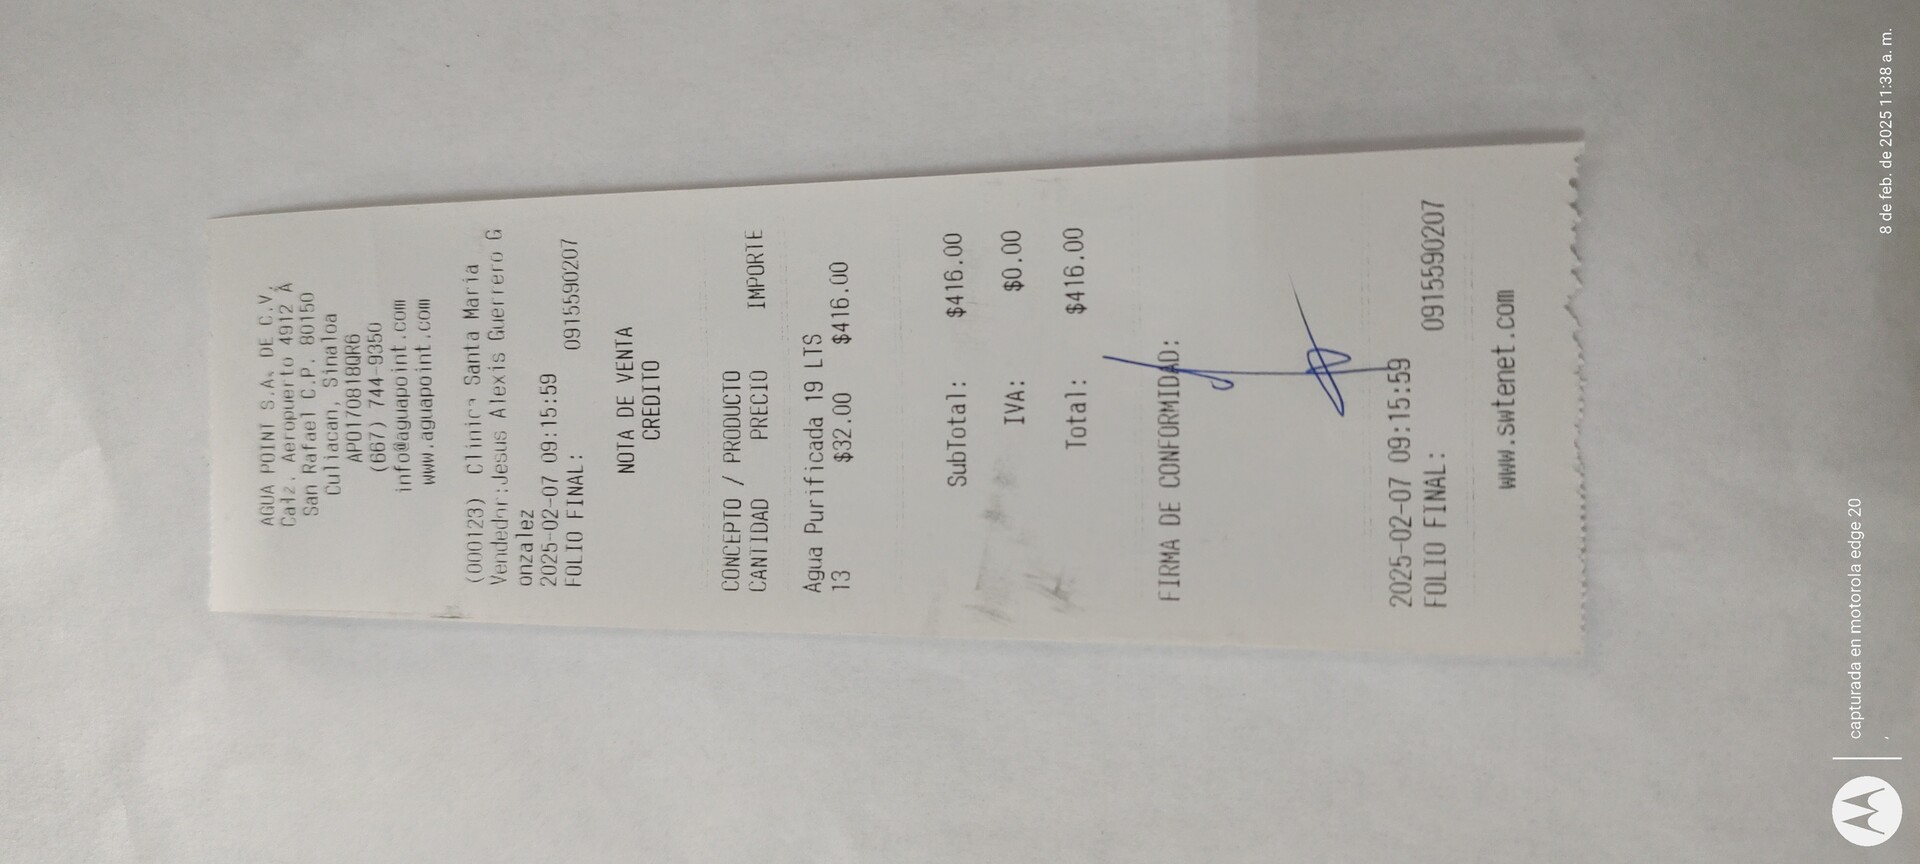 AGUA POINT S.A. DE C.V.
Calz. Aeropuerto 4912 A
San Rafael C.P. 80150
Culiacan, Sinaloa
APO170818QR6
(667) 744-9350
info@aguapoint.com
www.aguapoint.com
(000123) Clinica Santa Maria
Vendedor:Jesus Alexis Guerrero G
onzalez
2025-02-07 09:15:59
FOLIO FINAL: 0915590207
NOTA DE VENTA
CREDITO
CONCEPTO / PRODUCTO
CANTIDAD PRECIO IMPORTE
Agua Purificada 19 LTS
13 $32.00 $416.00
SubTotal: $416.00
IVA: $0.00
Total: $416.00
FIRMA DE CONFORMIDAD:
2025-02-07 09:15:59
FOLIO FINAL: 0915590207
www.swtenet.com
capturada en motorola edge 20
8 de feb. de 2025 11:38 a. m.